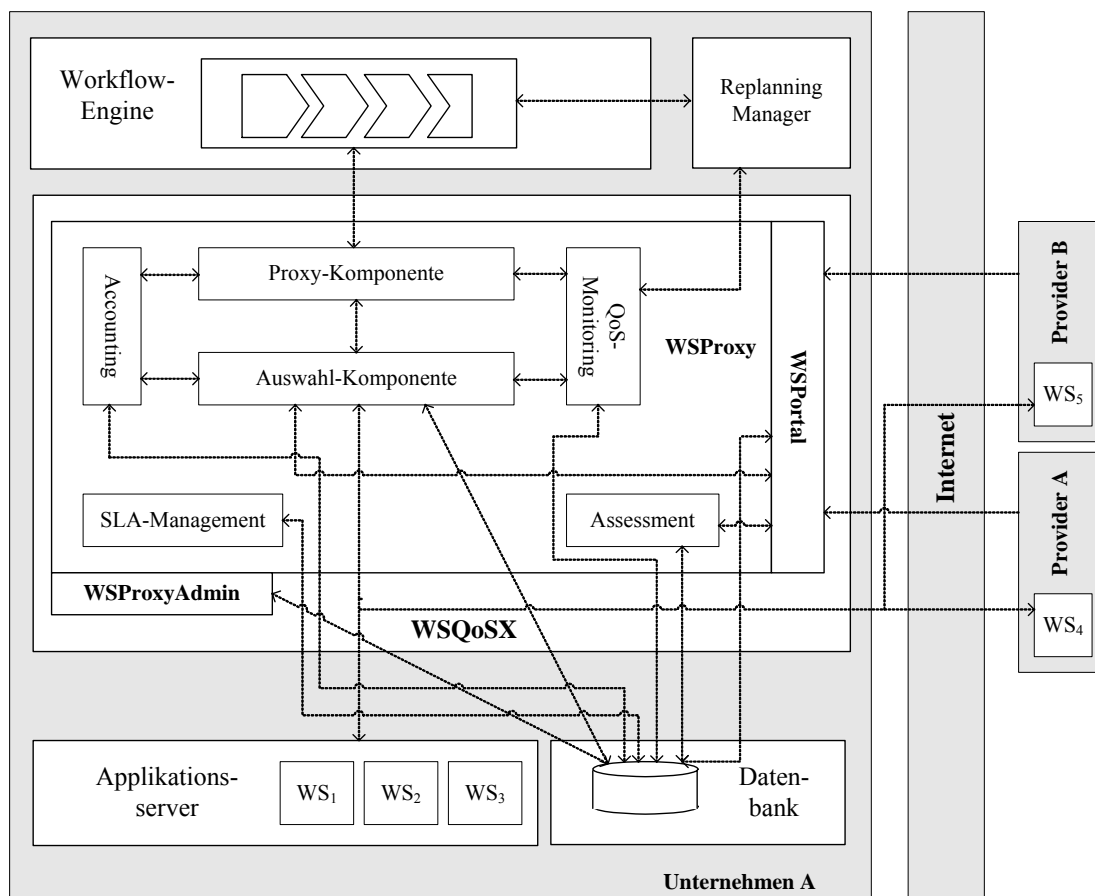 Workflow-
Engine
Replanning
Manager
Proxy-Komponente
Accounting
QoS-
Monitoring
WSProxy
Auswahl-Komponente
WSPortal
SLA-Management
Assessment
WSProxyAdmin
WSQoSX
Applikations-
server
WS₁
WS₂
WS₃
Daten-
bank
Unternehmen A
Internet
Provider B
WS₅
Provider A
WS₄